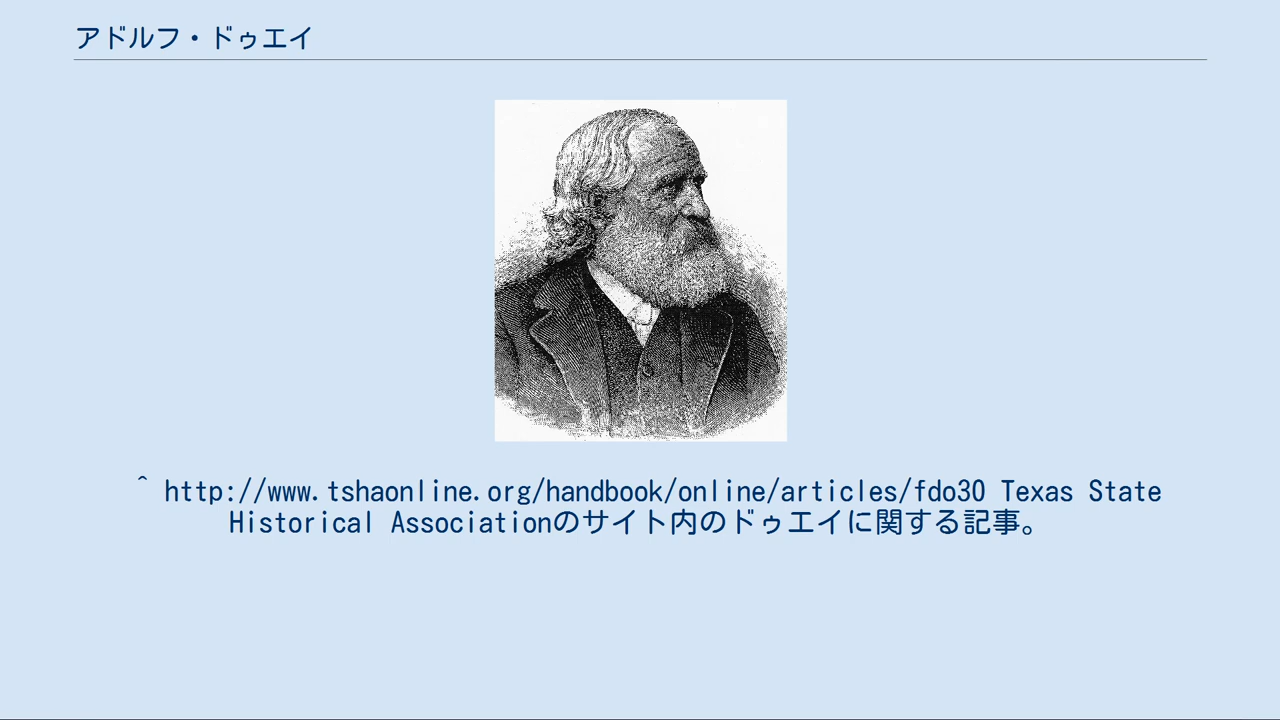 アドルフ・ドゥエイ
^ http://www.tshaonline.org/handbook/online/articles/fdo30 Texas State
Historical Associationのサイト内のドゥエイに関する記事。